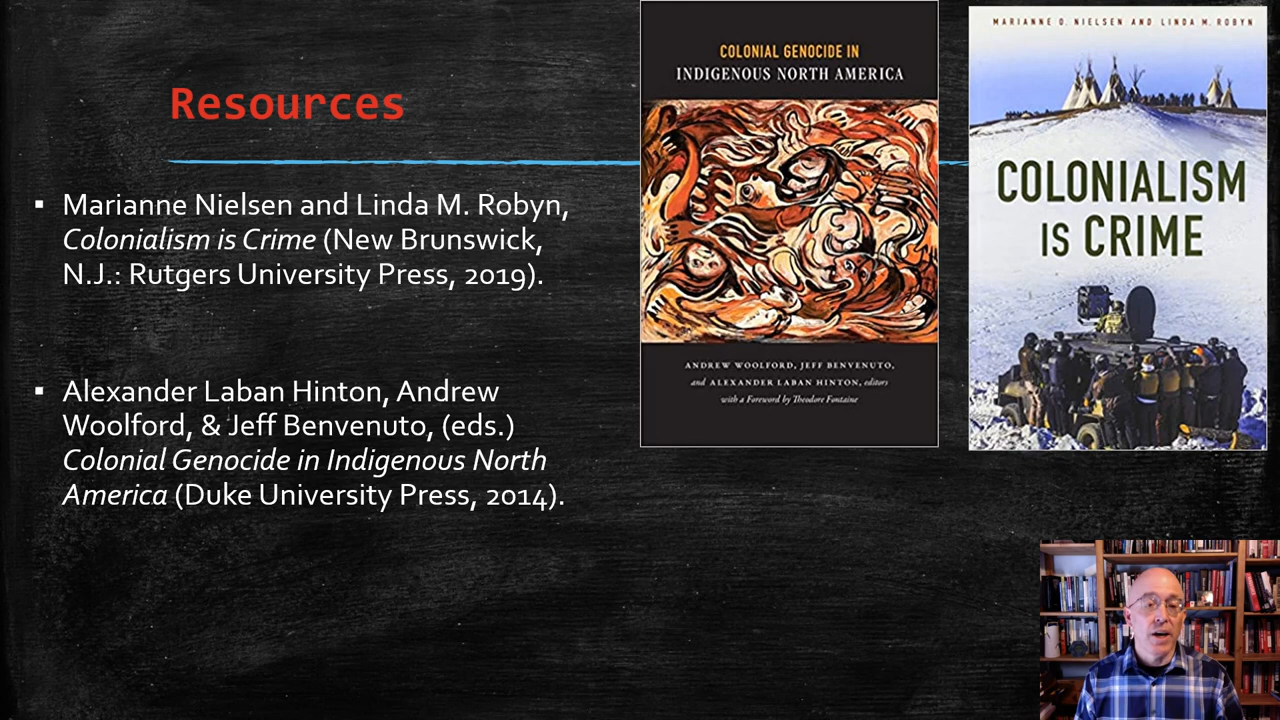 Resources
▪ Marianne Nielsen and Linda M. Robyn,
Colonialism is Crime (New Brunswick,
N.J.: Rutgers University Press, 2019).
▪ Alexander Laban Hinton, Andrew
Woolford, & Jeff Benvenuto, (eds.)
Colonial Genocide in Indigenous North
America (Duke University Press, 2014).
COLONIAL GENOCIDE IN
INDIGENOUS NORTH AMERICA
ANDREW WOOLFORD, JEFF BENVENUTO,
and ALEXANDER LABAN HINTON, editors
with a Foreword by Theodore Fontaine
MARIANNE O. NIELSEN AND LINDA M. ROBYN
COLONIALISM
IS CRIME